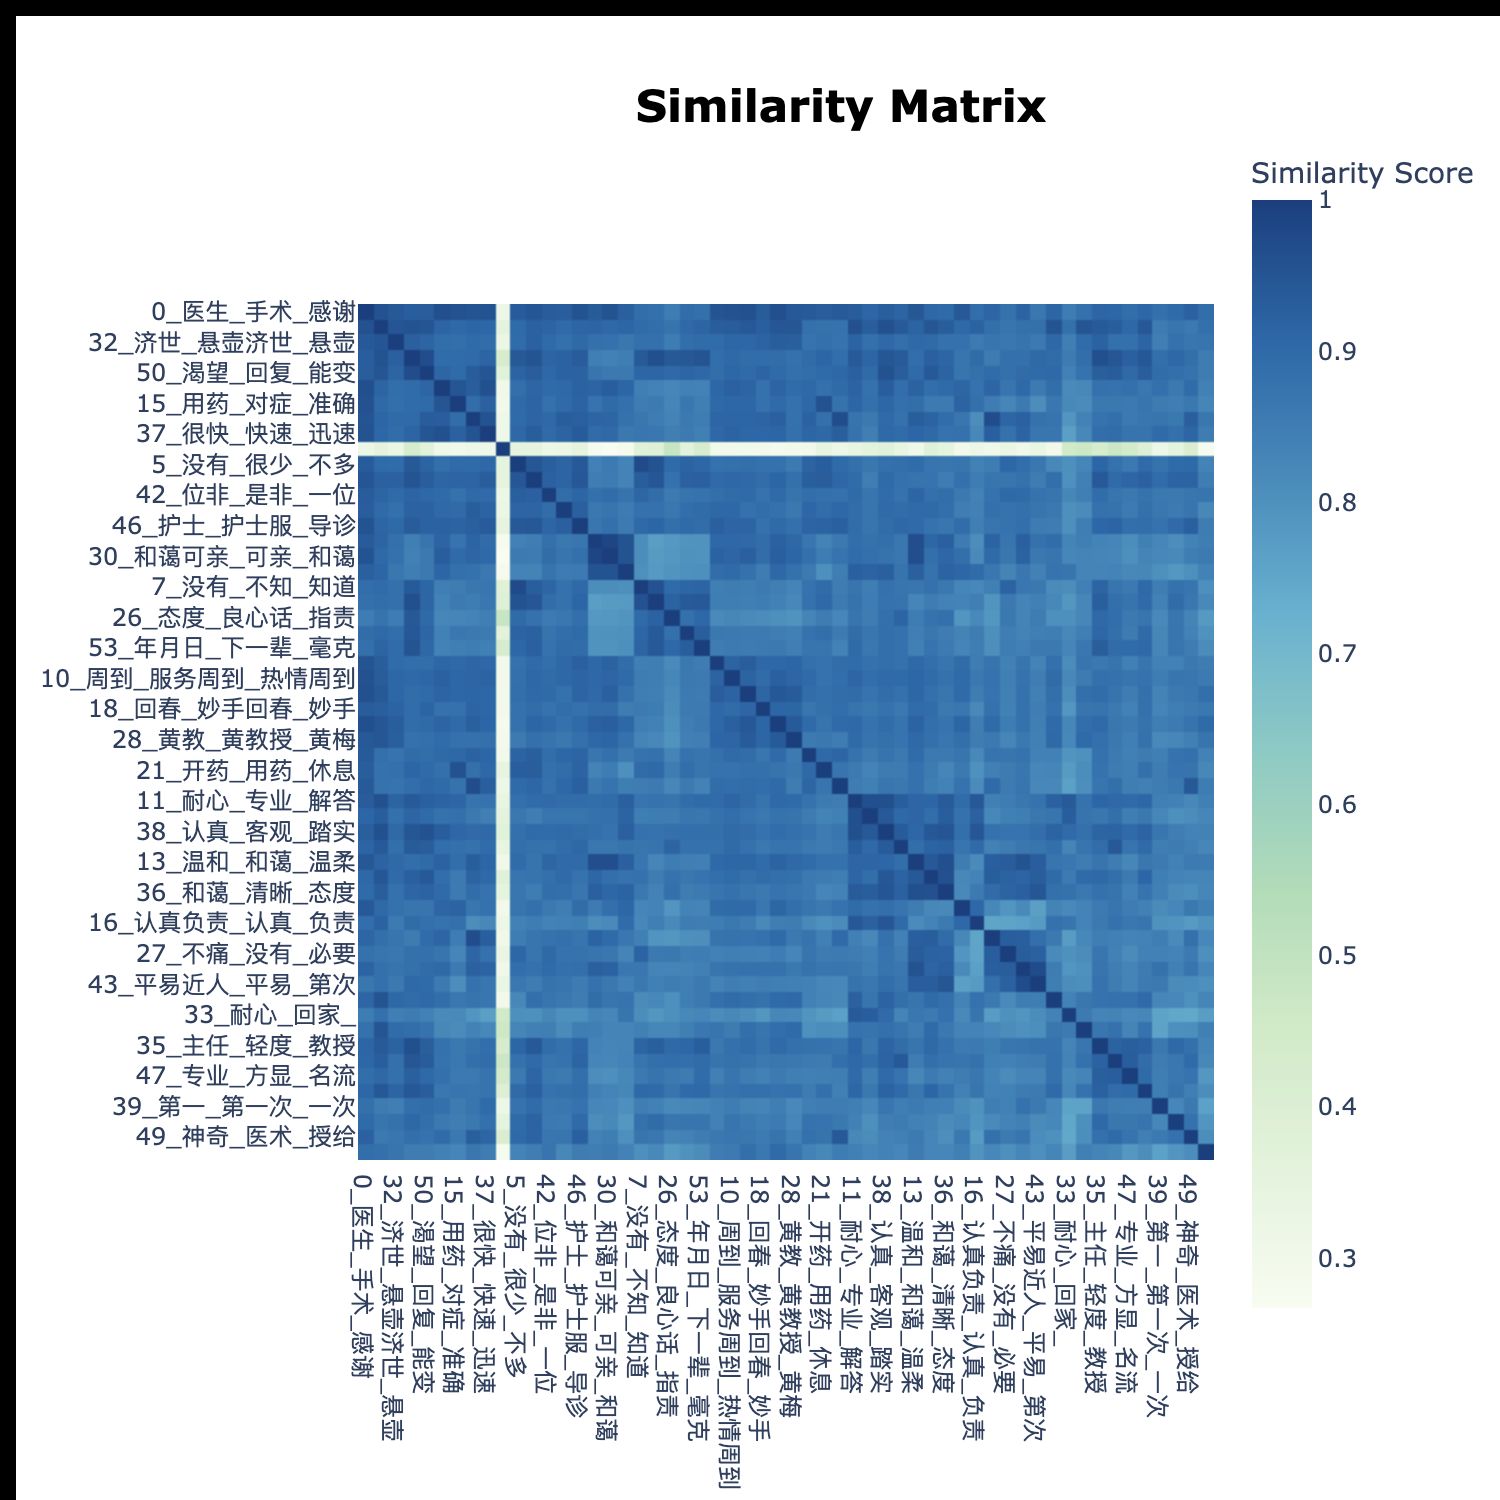 Similarity Matrix
Similarity Score
1
0.9
0.8
0.7
0.6
0.5
0.4
0.3
0_医生_手术_感谢
32_济世_悬壶济世_悬壶
50_渴望_回复_能变
15_用药_对症_准确
37_很快_快速_迅速
5_没有_很少_不多
42_位非_是非_一位
46_护士_护士服_导诊
30_和蔼可亲_可亲_和蔼
7_没有_不知_知道
26_态度_良心话_指责
53_年月日_下一辈_毫克
10_周到_服务周到_热情周到
18_回春_妙手回春_妙手
28_黄教_黄教授_黄梅
21_开药_用药_休息
11_耐心_专业_解答
38_认真_客观_踏实
13_温和_和蔼_温柔
36_和蔼_清晰_态度
16_认真负责_认真_负责
27_不痛_没有_必要
43_平易近人_平易_第次
33_耐心_回家_
35_主任_轻度_教授
47_专业_方显_名流
39_第一_第一次_一次
49_神奇_医术_授给
0_医生_手术_感谢
32_济世_悬壶济世_悬壶
50_渴望_回复_能变
15_用药_对症_准确
37_很快_快速_迅速
5_没有_很少_不多
42_位非_是非_一位
46_护士_护士服_导诊
30_和蔼可亲_可亲_和蔼
7_没有_不知_知道
26_态度_良心话_指责
53_年月日_下一辈_毫克
10_周到_服务周到_热情周到
18_回春_妙手回春_妙手
28_黄教_黄教授_黄梅
21_开药_用药_休息
11_耐心_专业_解答
38_认真_客观_踏实
13_温和_和蔼_温柔
36_和蔼_清晰_态度
16_认真负责_认真_负责
27_不痛_没有_必要
43_平易近人_平易_第次
33_耐心_回家_
35_主任_轻度_教授
47_专业_方显_名流
39_第一_第一次_一次
49_神奇_医术_授给